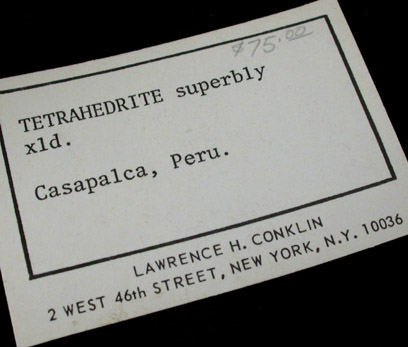 $75.00
TETRAHEDRITE superbly
xld.
Casapalca, Peru.
LAWRENCE H. CONKLIN
2 WEST 46th STREET, NEW YORK, N.Y. 10036